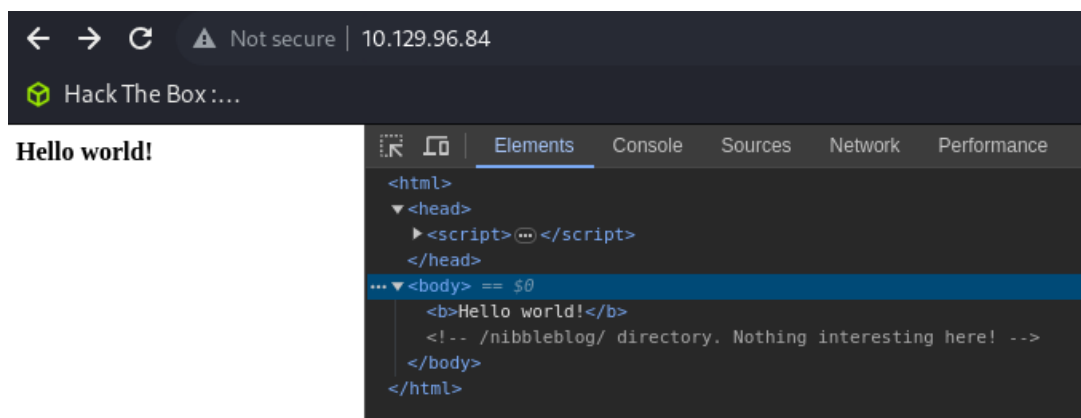 Not secure | 10.129.96.84
Hack The Box :...
Hello world!
Elements Console Sources Network Performance
<html>
▼<head>
▶<script>⋯</script>
</head>
... ▼<body> == $0
<b>Hello world!</b>
<!-- /nibbleblog/ directory. Nothing interesting here! -->
</body>
</html>